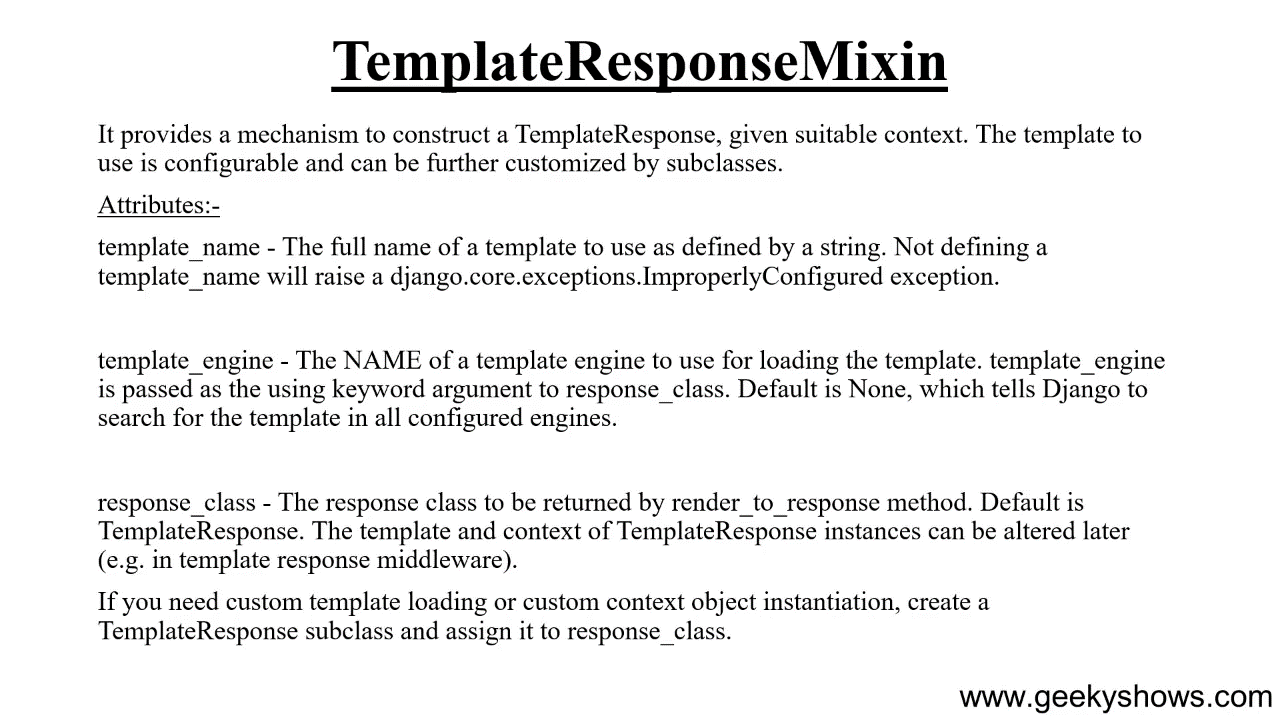 TemplateResponseMixin
It provides a mechanism to construct a TemplateResponse, given suitable context. The template to
use is configurable and can be further customized by subclasses.
Attributes:-
template_name - The full name of a template to use as defined by a string. Not defining a
template_name will raise a django.core.exceptions.ImproperlyConfigured exception.
template_engine - The NAME of a template engine to use for loading the template. template_engine
is passed as the using keyword argument to response_class. Default is None, which tells Django to
search for the template in all configured engines.
response_class - The response class to be returned by render_to_response method. Default is
TemplateResponse. The template and context of TemplateResponse instances can be altered later
(e.g. in template response middleware).
If you need custom template loading or custom context object instantiation, create a
TemplateResponse subclass and assign it to response_class.
www.geekyshows.com